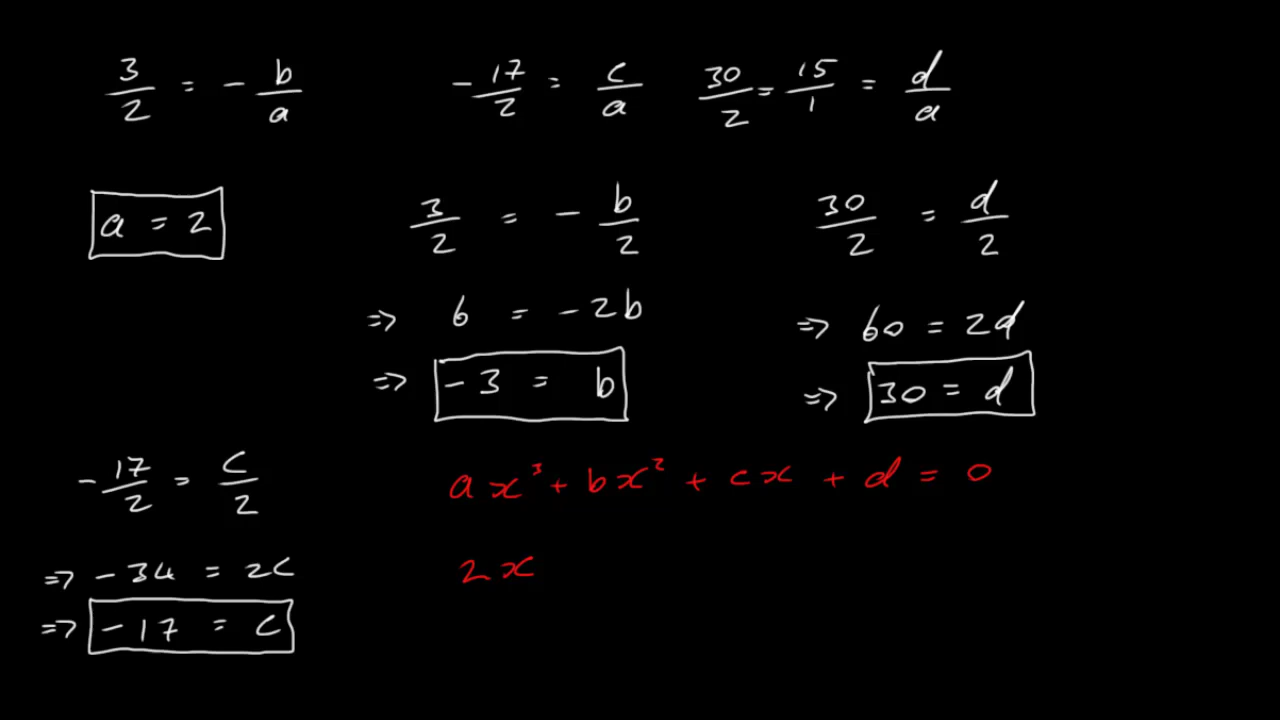 3/2 = - b/a
-17/2 = c/a
30/2 = 15/1 = d/a
a = 2
3/2 = - b/2
⇒ 6 = -2b
⇒ -3 = b
30/2 = d/2
⇒ 60 = 2d
⇒ 30 = d
-17/2 = c/2
⇒ -34 = 2c
⇒ -17 = c
ax³ + bx² + cx + d = 0
2x